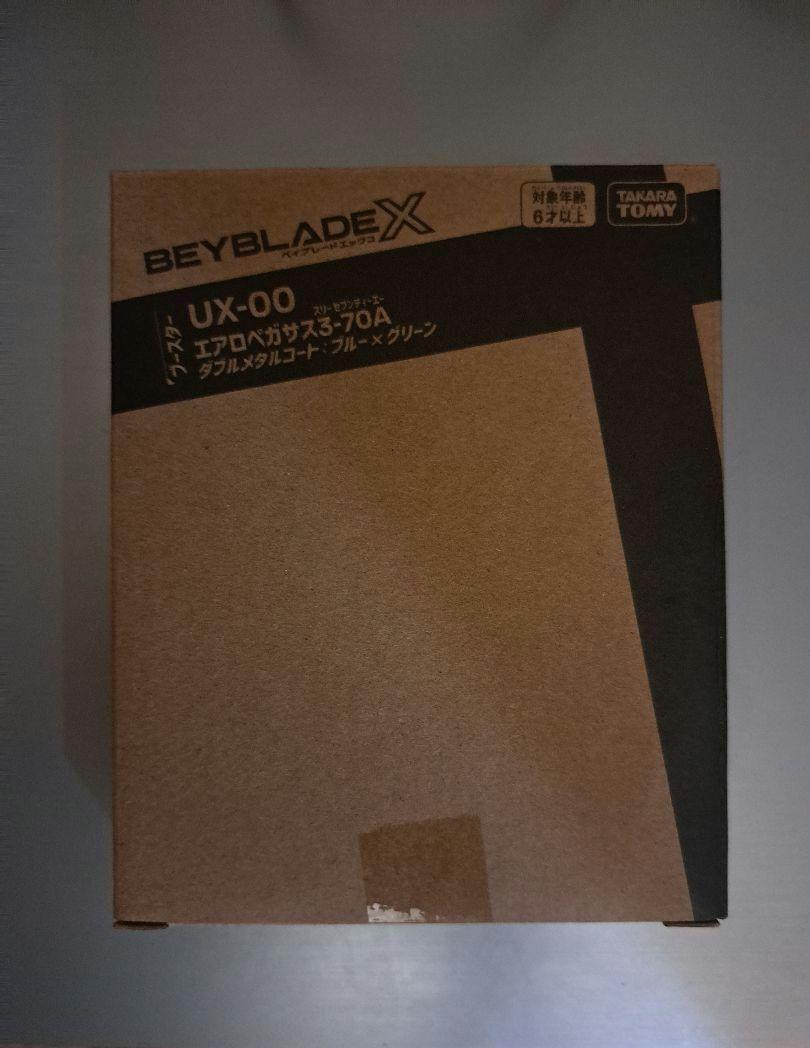 BEYBLADE X
ベイブレードエックス
対象年齢
6才以上
TAKARA
TOMY
ブースター
UX-00
スリーセブンティーエー
エアロペガサス3-70A
ダブルメタルコート:ブルー×グリーン